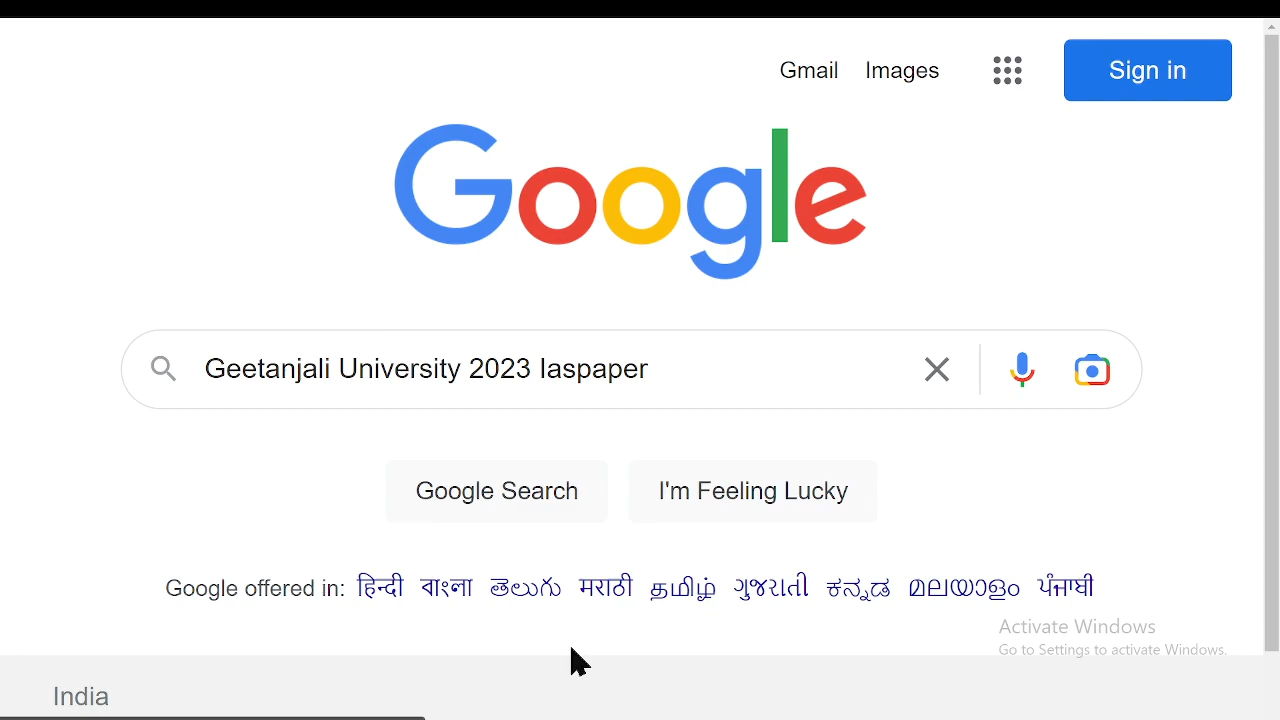 Gmail Images Sign in
Google
Geetanjali University 2023 Iaspaper
Google Search I'm Feeling Lucky
Google offered in: हिन्दी বাংলা తెలుగు मराठी தமிழ் ગુજરાતી ಕನ್ನಡ മലയാളം ਪੰਜਾਬੀ
Activate Windows
Go to Settings to activate Windows.
India